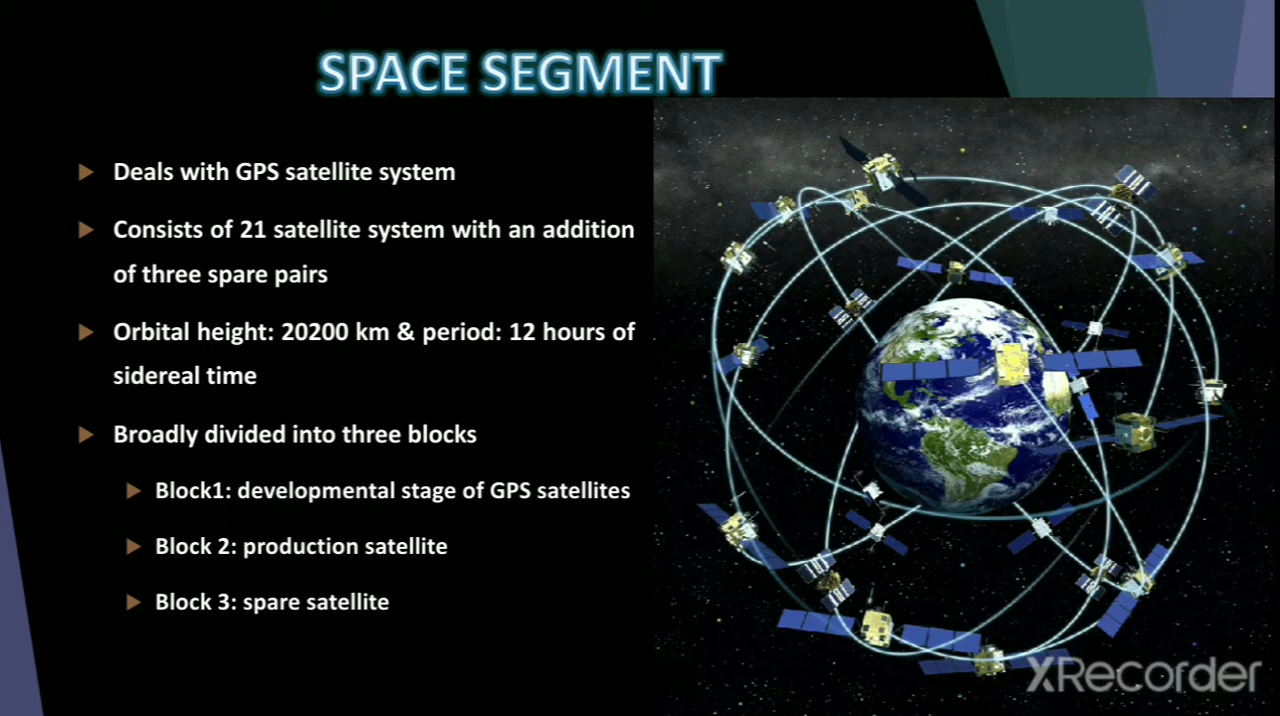 SPACE SEGMENT
Deals with GPS satellite system
Consists of 21 satellite system with an addition
of three spare pairs
Orbital height: 20200 km & period: 12 hours of
sidereal time
Broadly divided into three blocks
Block1: developmental stage of GPS satellites
Block 2: production satellite
Block 3: spare satellite
XRecorder